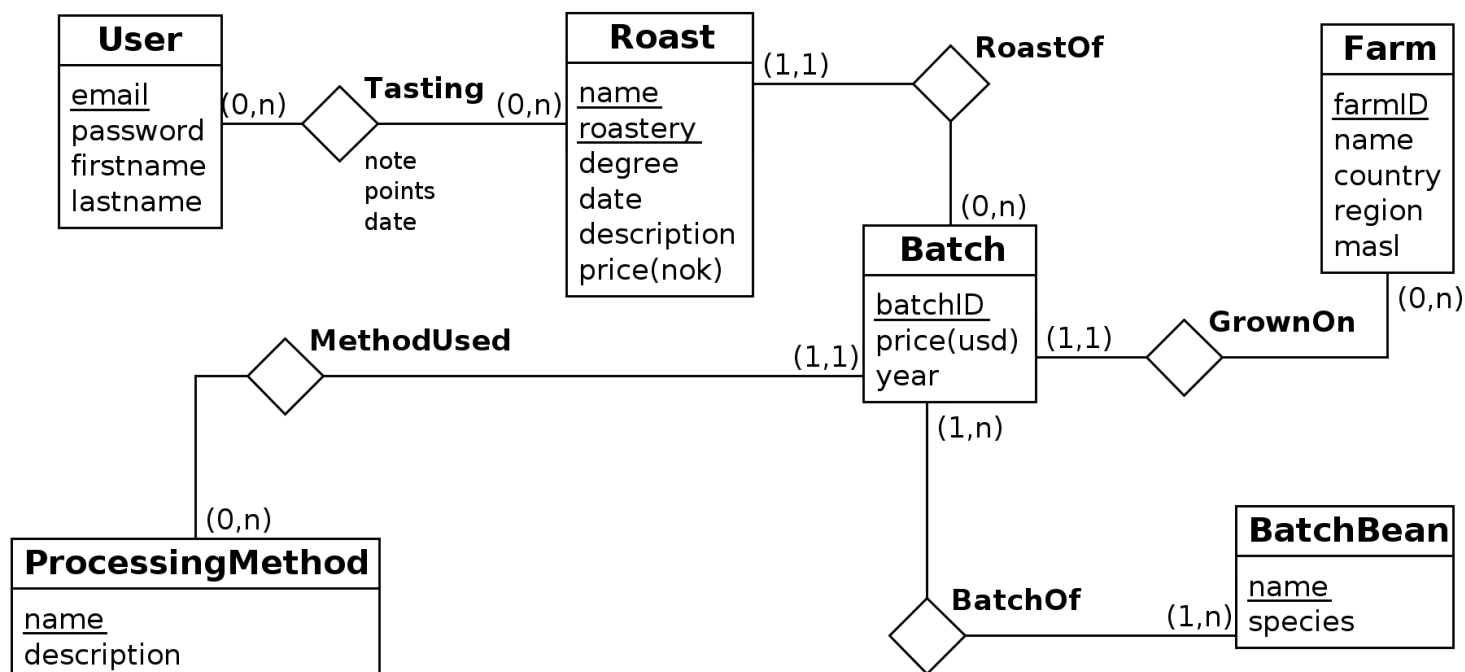 User
email
password
firstname
lastname
(0,n)
Tasting
note
points
date
(0,n)
Roast
name
roastery
degree
date
description
price(nok)
(1,1)
RoastOf
(0,n)
Farm
farmID
name
country
region
masl
(0,n)
Batch
batchID
price(usd)
year
(1,1)
GrownOn
MethodUsed
(1,1)
(1,n)
(0,n)
ProcessingMethod
name
description
BatchOf
(1,n)
BatchBean
name
species